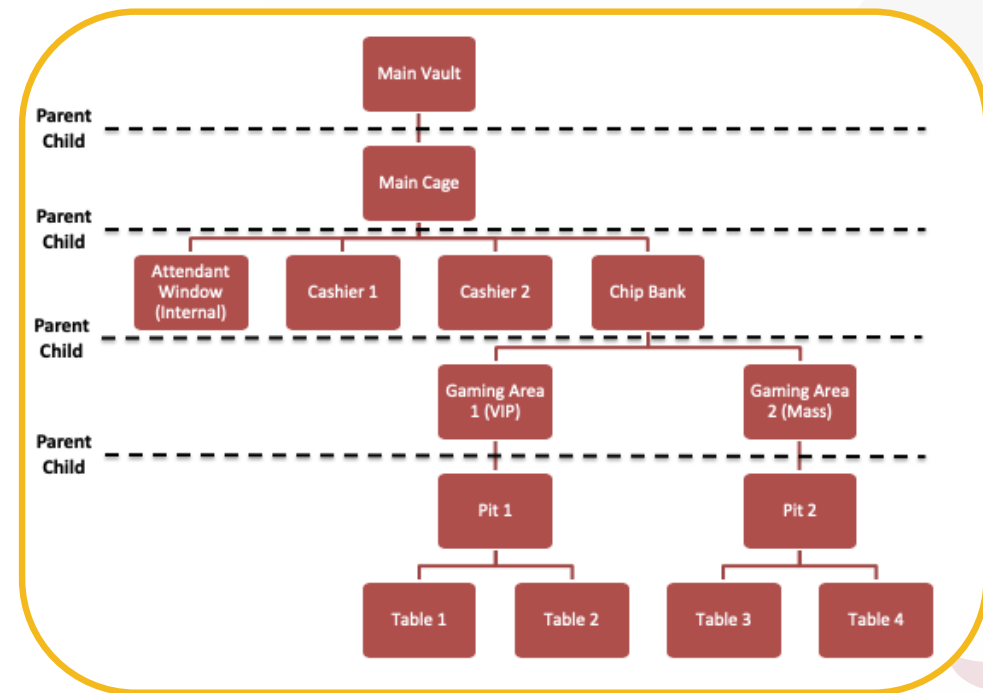 Main Vault
Parent
Child
Main Cage
Parent
Child
Attendant
Window
(Internal)
Cashier 1
Cashier 2
Chip Bank
Parent
Child
Gaming Area
1 (VIP)
Gaming Area
2 (Mass)
Parent
Child
Pit 1
Pit 2
Table 1
Table 2
Table 3
Table 4